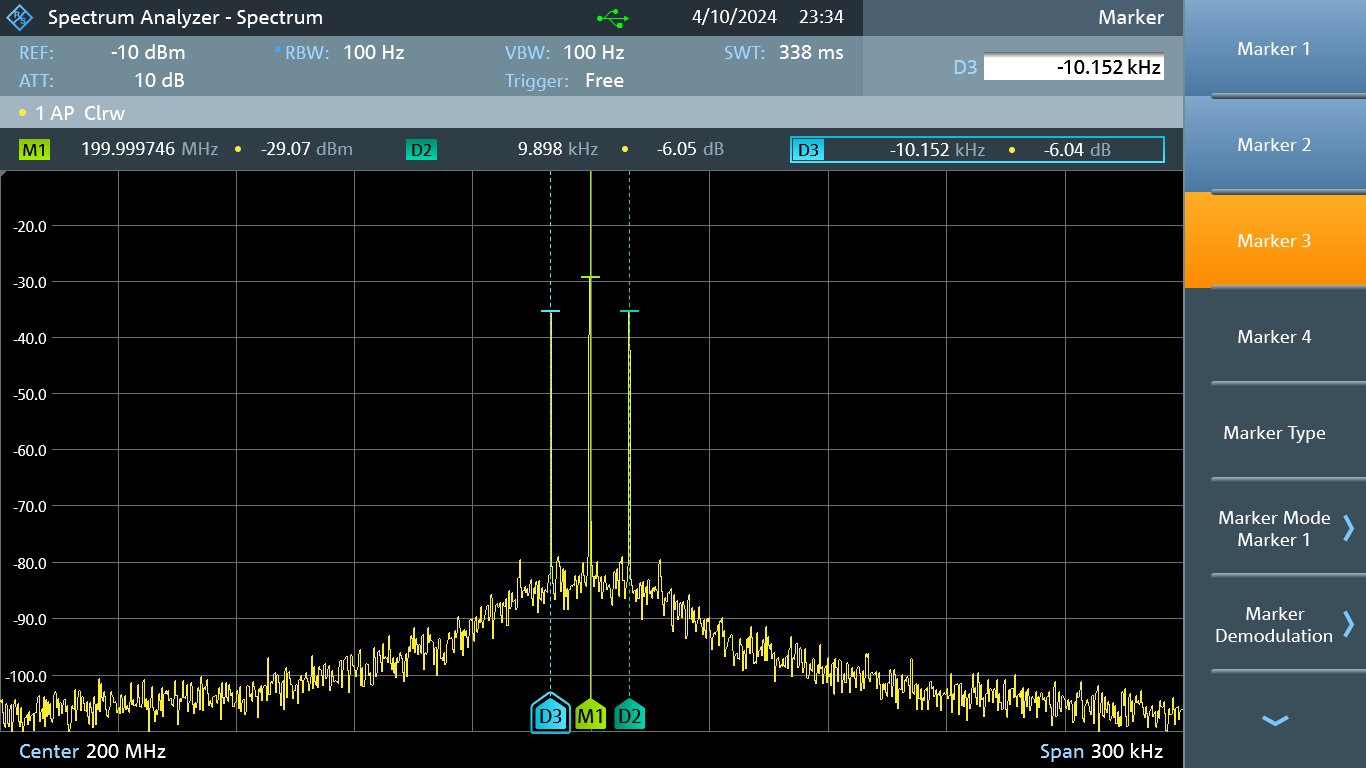 Spectrum Analyzer - Spectrum 4/10/2024 23:34 Marker
REF: -10 dBm RBW: 100 Hz VBW: 100 Hz SWT: 338 ms
ATT: 10 dB Trigger: Free
D3 -10.152 kHz
1 AP Clrw
M1 199.999746 MHz • -29.07 dBm D2 9.898 kHz • -6.05 dB D3 -10.152 kHz • -6.04 dB
-20.0
-30.0
-40.0
-50.0
-60.0
-70.0
-80.0
-90.0
-100.0
D3 M1 D2
Center 200 MHz Span 300 kHz
Marker 1
Marker 2
Marker 3
Marker 4
Marker Type
Marker Mode
Marker 1
Marker
Demodulation